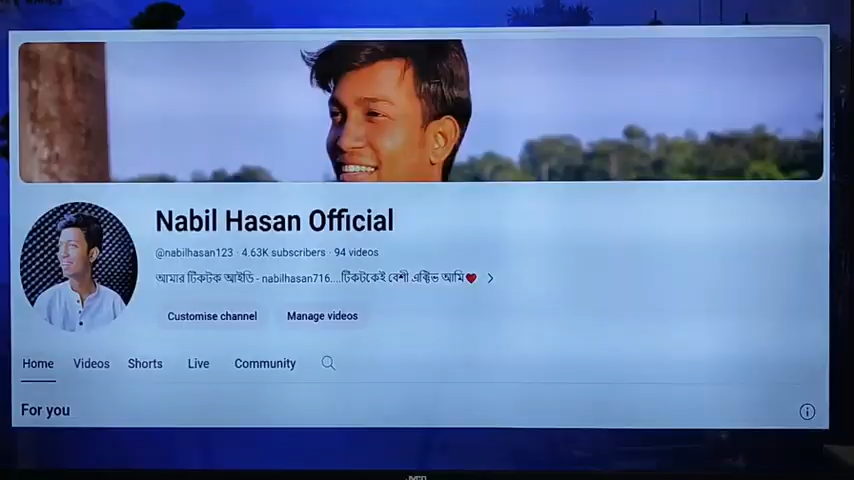 Nabil Hasan Official
@nabilhasan123 · 4.63K subscribers · 94 videos
আমার টিকটক আইডি - nabilhasan716....টিকটকেই বেশী এক্টিভ আমি❤️ >
Customise channel Manage videos
Home Videos Shorts Live Community
For you